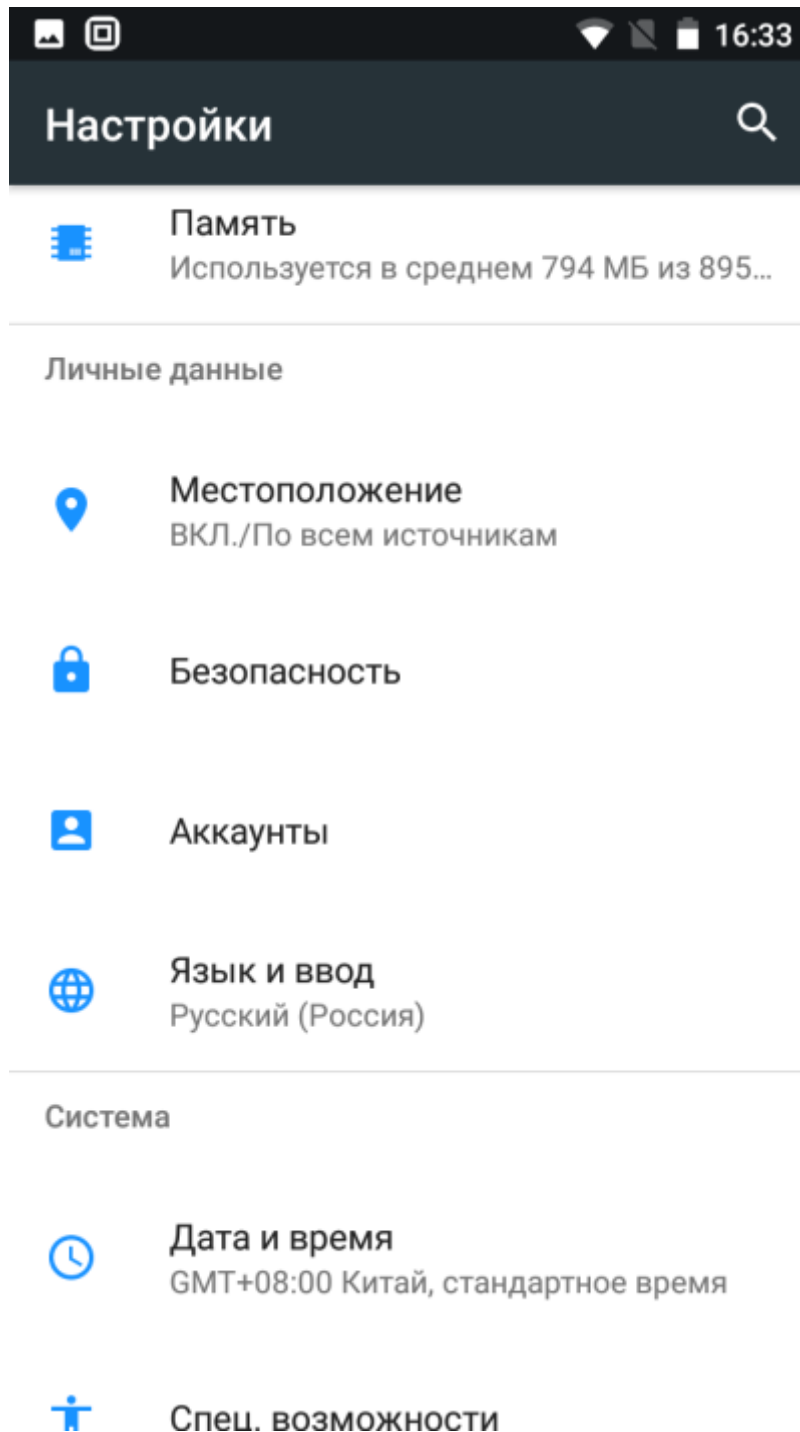 16:33
Настройки
Память
Используется в среднем 794 МБ из 895...
Личные данные
Местоположение
ВКЛ./По всем источникам
Безопасность
Аккаунты
Язык и ввод
Русский (Россия)
Система
Дата и время
GMT+08:00 Китай, стандартное время
Спец. возможности